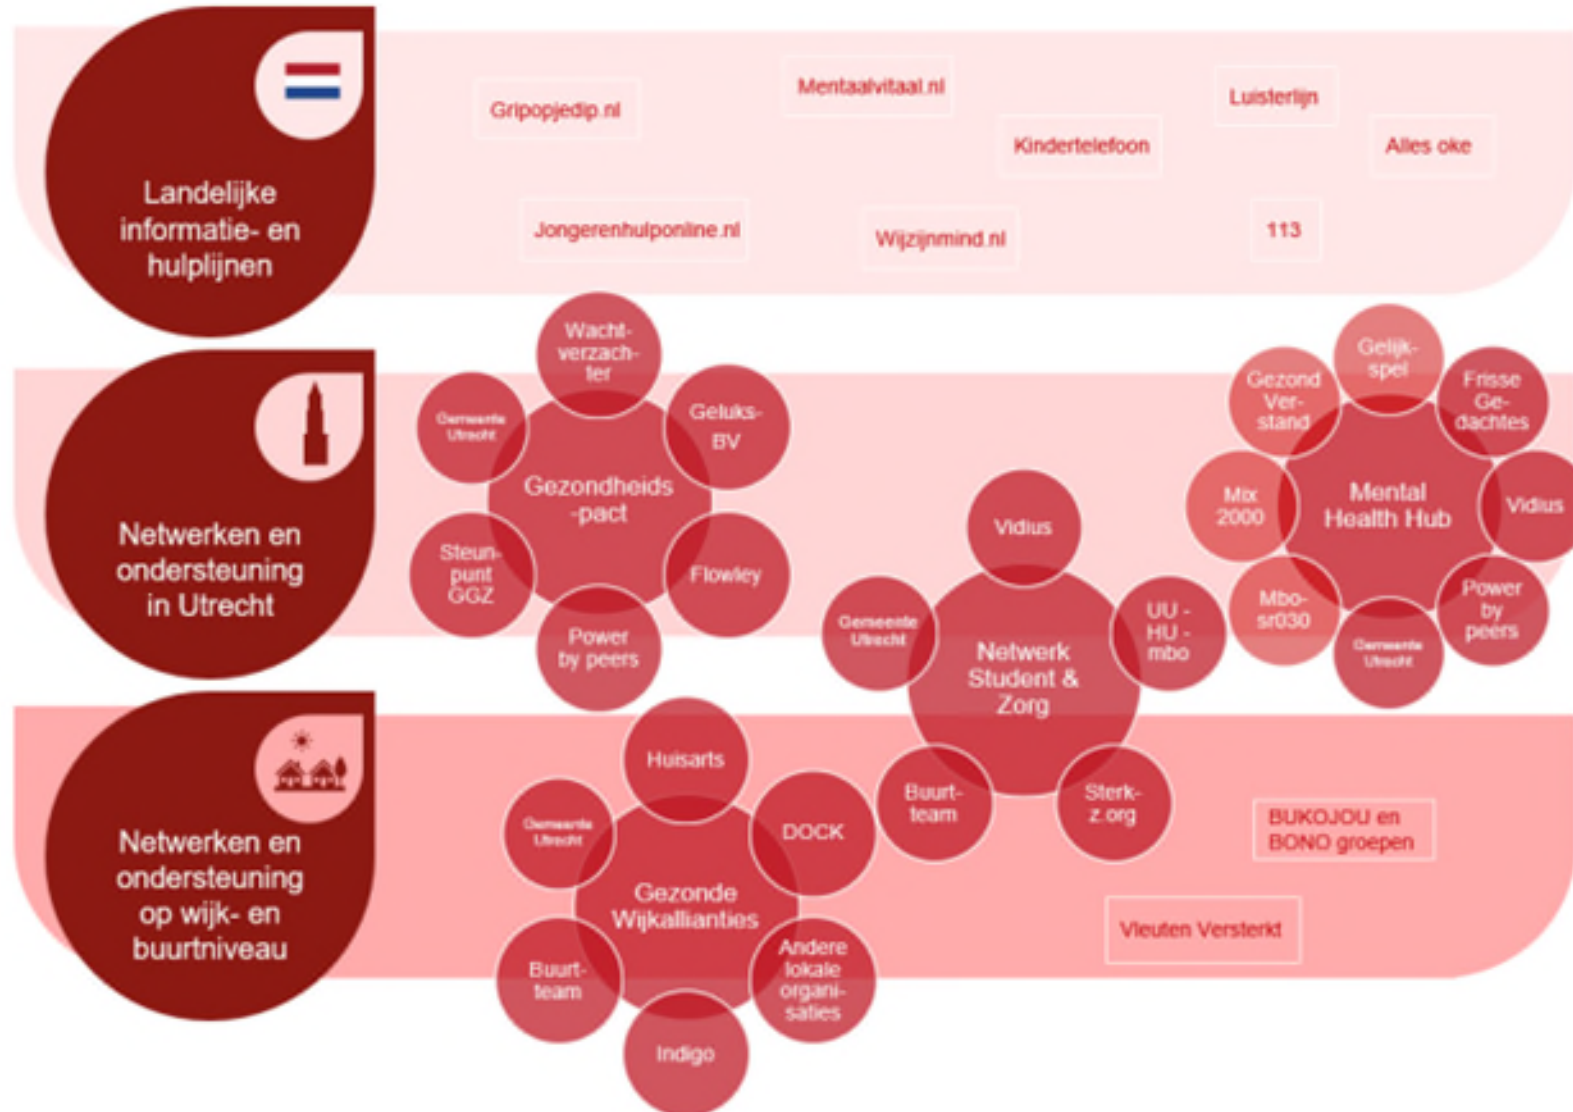 Landelijke
informatie- en
hulplijnen
Gripopjedip.nl
Mentaalvitaal.nl
Luisterlijn
Kindertelefoon
Alles oke
Jongerenhulponline.nl
Wijzijnmind.nl
113
Netwerken en
ondersteuning
in Utrecht
Gezondheids
-pact
Wacht-
verzach-
ter
Geluks-
BV
Flowley
Power
by peers
Steun-
punt
GGZ
Gemeente
Utrecht
Netwerk
Student &
Zorg
Vidius
UU -
HU -
mbo
Sterk-
z.org
Buurt-
team
Gemeente
Utrecht
Mental
Health Hub
Gelijk-
spel
Frisse
Ge-
dachtes
Vidius
Power
by
peers
Gemeente
Utrecht
Mbo-
sr030
Mix
2000
Gezond
Ver-
stand
Netwerken en
ondersteuning
op wijk- en
buurtniveau
Gezonde
Wijkallianties
Huisarts
DOCK
Andere
lokale
organi-
saties
Indigo
Buurt-
team
Gemeente
Utrecht
BUKOJOU en
BONO groepen
Vleuten Versterkt